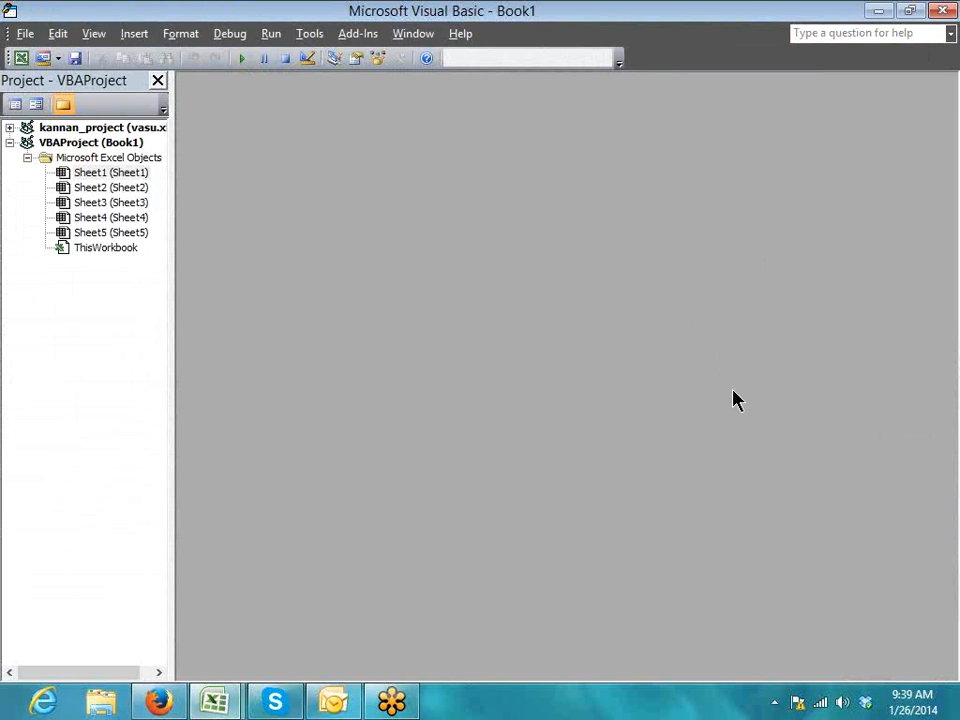 Microsoft Visual Basic - Book1
File Edit View Insert Format Debug Run Tools Add-Ins Window Help
Type a question for help
Project - VBAProject
kannan_project (vasu.x
VBAProject (Book1)
Microsoft Excel Objects
Sheet1 (Sheet1)
Sheet2 (Sheet2)
Sheet3 (Sheet3)
Sheet4 (Sheet4)
Sheet5 (Sheet5)
ThisWorkbook
9:39 AM
1/26/2014